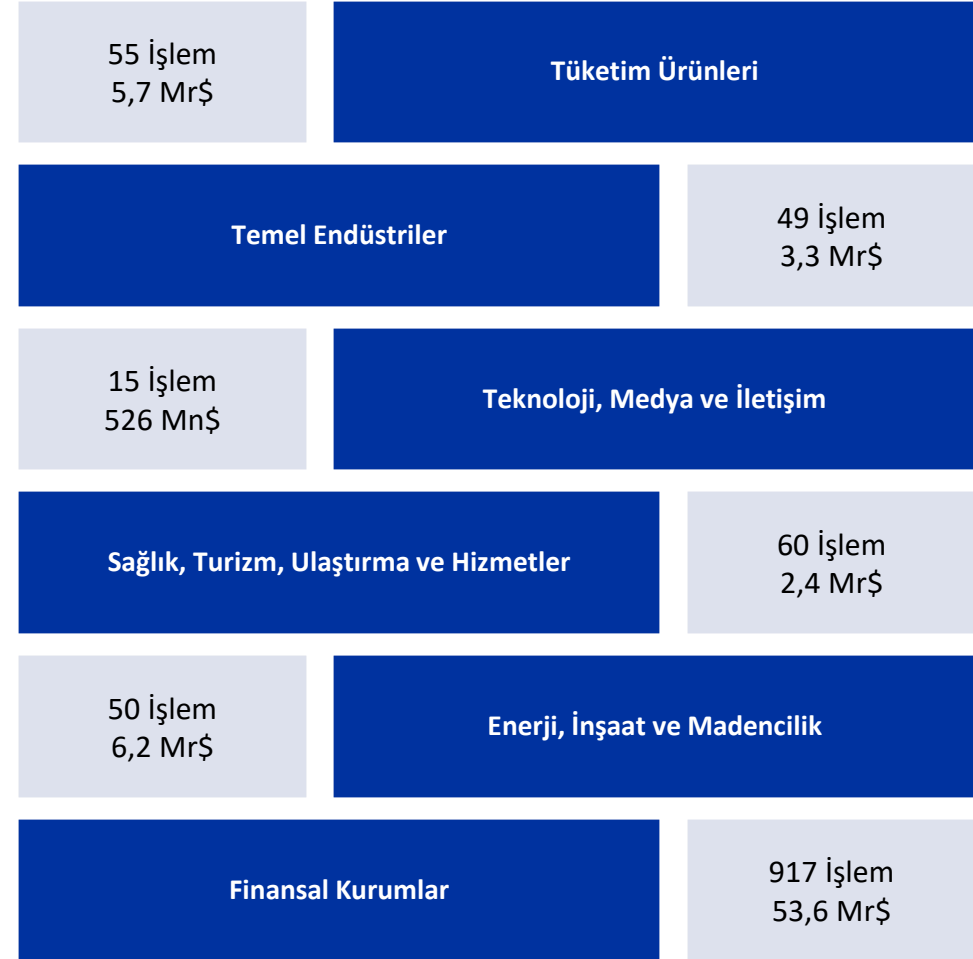 55 İşlem
5,7 Mr$
Tüketim Ürünleri
Temel Endüstriler
49 İşlem
3,3 Mr$
15 İşlem
526 Mn$
Teknoloji, Medya ve İletişim
Sağlık, Turizm, Ulaştırma ve Hizmetler
60 İşlem
2,4 Mr$
50 İşlem
6,2 Mr$
Enerji, İnşaat ve Madencilik
Finansal Kurumlar
917 İşlem
53,6 Mr$